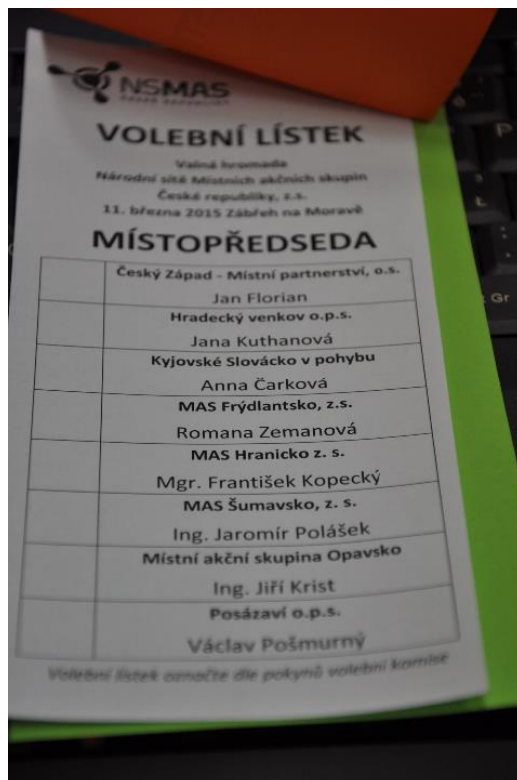 NSMAS
VOLEBNÍ LÍSTEK
Valná hromada
Národní sítě Místních akčních skupin
České republiky, z.s.
11. března 2015 Zábřeh na Moravě
MÍSTOPŘEDSEDA
Český Západ - Místní partnerství, o.s.
Jan Florian
Hradecký venkov o.p.s.
Jana Kuthanová
Kyjovské Slovácko v pohybu
Anna Čarková
MAS Frýdlantsko, z.s.
Romana Zemanová
MAS Hranicko z. s.
Mgr. František Kopecký
MAS Šumavsko, z. s.
Ing. Jaromír Polášek
Místní akční skupina Opavsko
Ing. Jiří Krist
Posázaví o.p.s.
Václav Pošmurný
Volební lístek označte dle pokynů volební komise
P
Gr